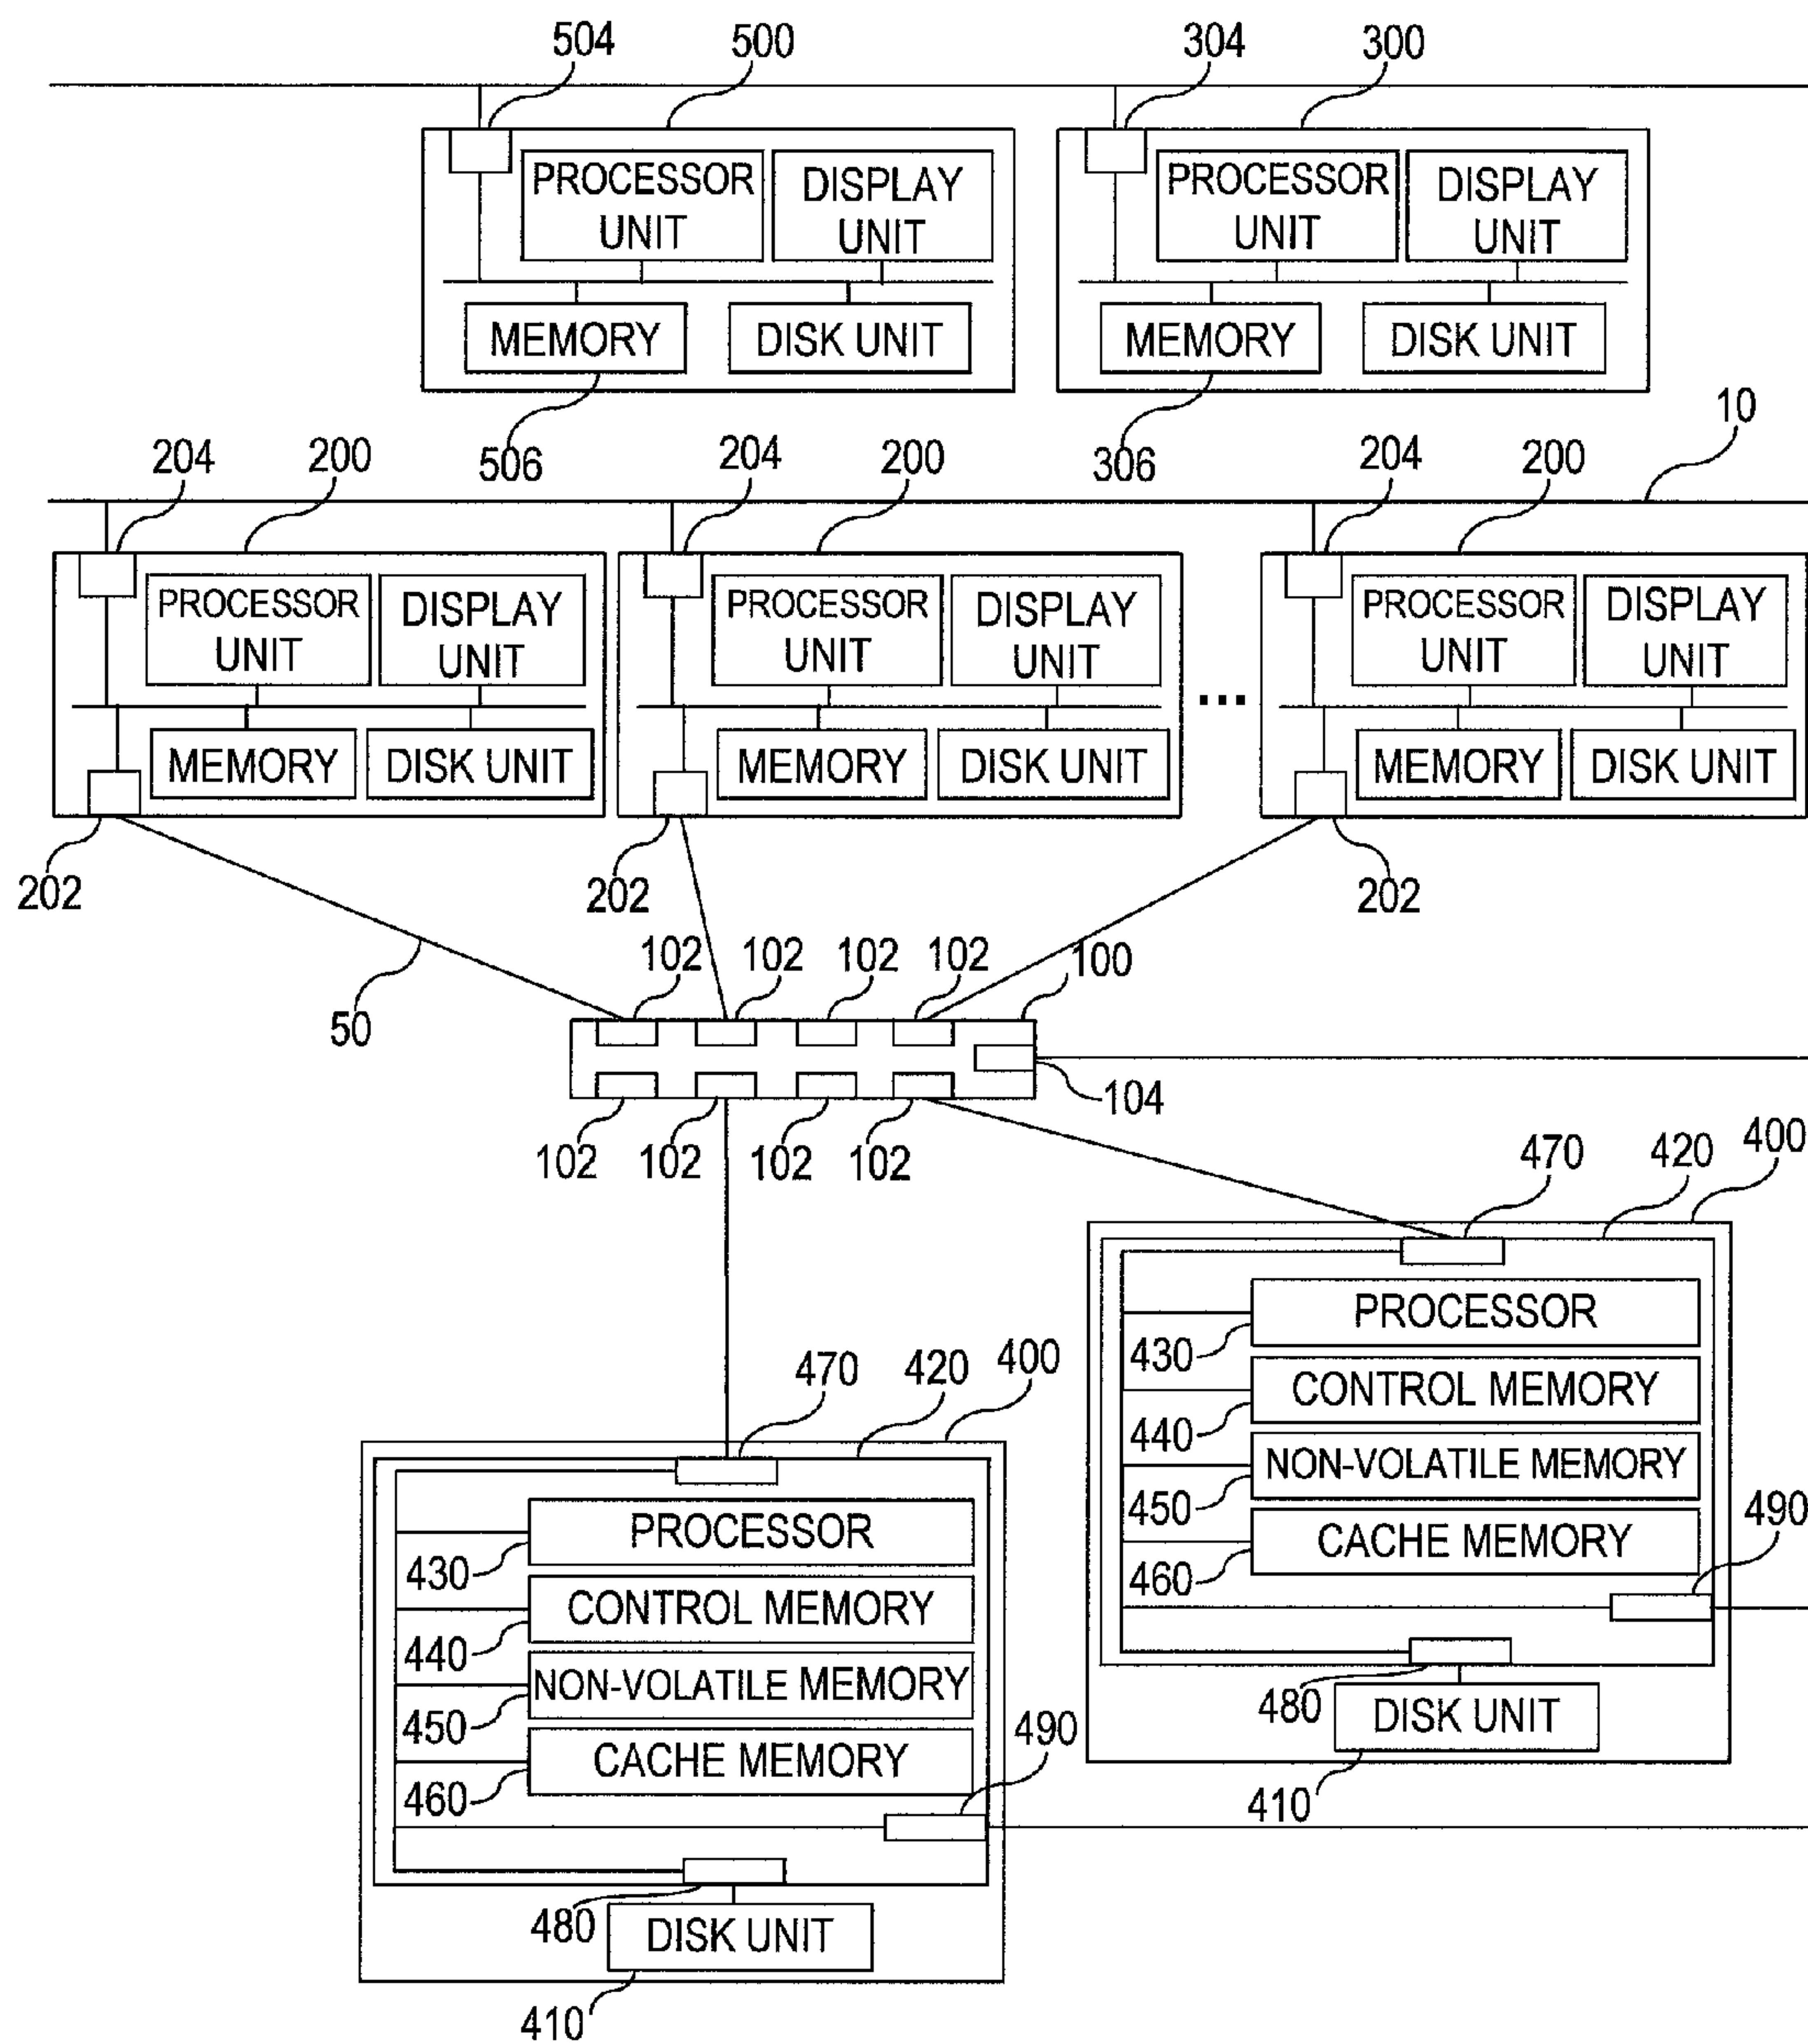 504 500 304 300
PROCESSOR UNIT DISPLAY UNIT PROCESSOR UNIT DISPLAY UNIT
MEMORY DISK UNIT MEMORY DISK UNIT
506 306 10
204 200 204 200 204 200
PROCESSOR UNIT DISPLAY UNIT PROCESSOR UNIT DISPLAY UNIT PROCESSOR UNIT DISPLAY UNIT
...
MEMORY DISK UNIT MEMORY DISK UNIT MEMORY DISK UNIT
202 202 202
50 102 102 102 102 100
104
102 102 102 102
470 420 400
PROCESSOR
430
CONTROL MEMORY
440
NON-VOLATILE MEMORY
450
CACHE MEMORY
460
490
480
DISK UNIT
410
470 420 400
PROCESSOR
430
CONTROL MEMORY
440
NON-VOLATILE MEMORY
450
CACHE MEMORY
460
490
480
DISK UNIT
410